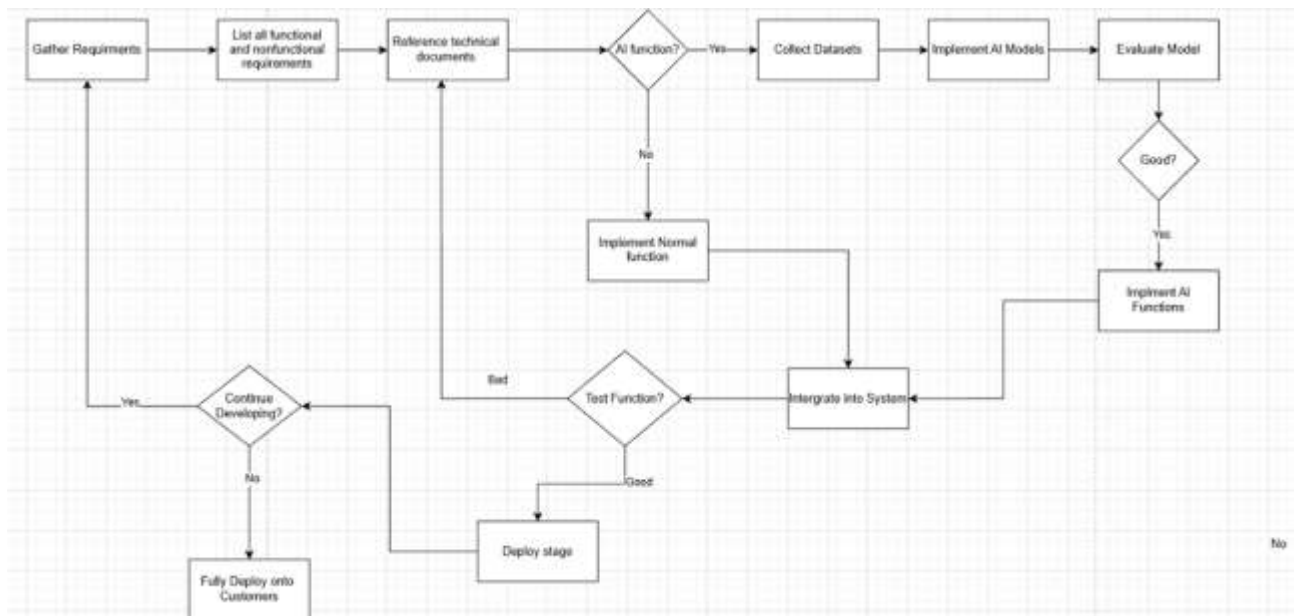 Gather Requirments
List all functional
and nonfunctional
requirements
Reference technical
documents
AI function?
Yes
Collect Datasets
Implement AI Models
Evaluate Model
No
Good?
Implement Normal
function
Yes
Implment AI
Functions
Bad
Continue
Developing?
Yes
Test Function?
Intergrate into System
No
Good
Deploy stage
No
Fully Deploy onto
Customers